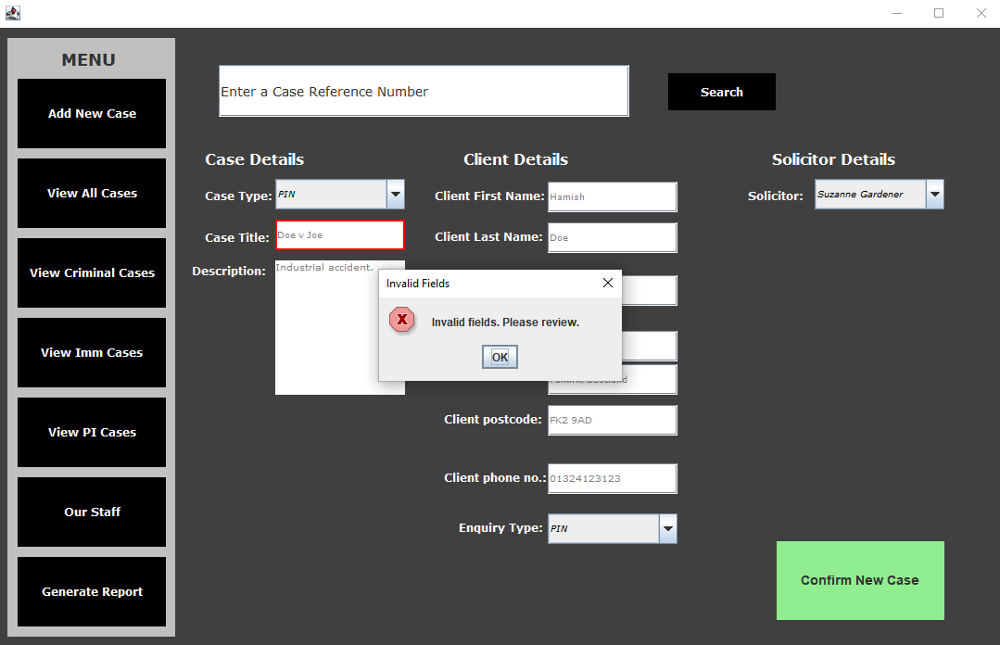 MENU
Add New Case
View All Cases
View Criminal Cases
View Imm Cases
View PI Cases
Our Staff
Generate Report
Enter a Case Reference Number
Search
Case Details
Case Type: PIN
Case Title: Doe v Joe
Description: Industrial accident.
Client Details
Client First Name: Hamish
Client Last Name: Doe
Client postcode: FK2 9AD
Client phone no.: 01324123123
Enquiry Type: PIN
Solicitor Details
Solicitor: Suzanne Gardener
Confirm New Case
Invalid Fields
X
Invalid fields. Please review.
OK